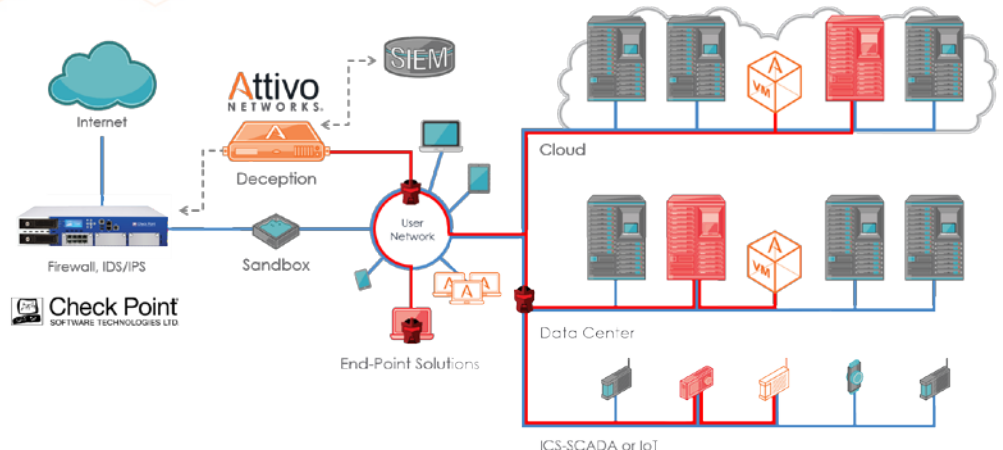 SIEM
Attivo
NETWORKS®
Internet
Deception
Cloud
A
VM
User
Network
Firewall, IDS/IPS
Sandbox
A
VM
Check Point
SOFTWARE TECHNOLOGIES LTD.
A
A
A
Data Center
End-Point Solutions
ICS-SCADA or IoT